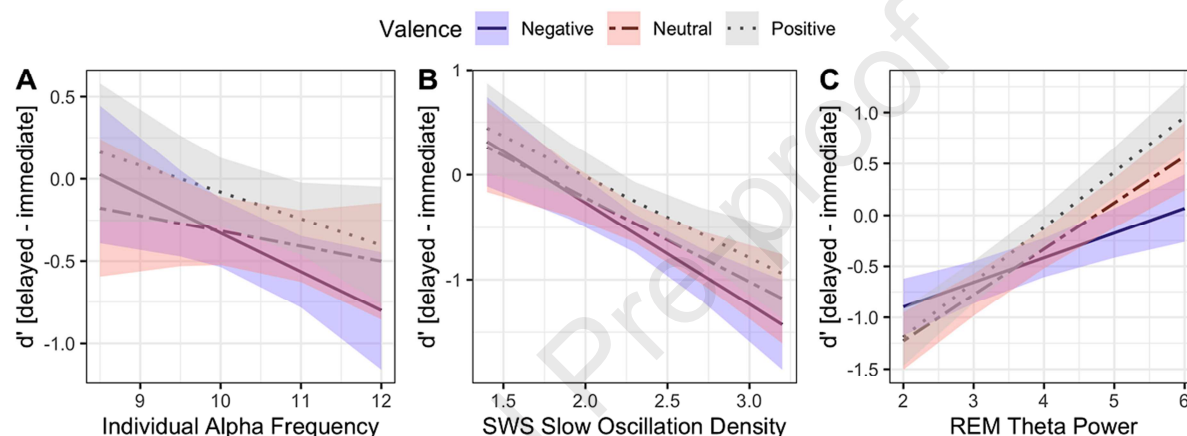 Valence Negative Neutral Positive
A
B
C
d' [delayed - immediate]
0.5
0.0
-0.5
-1.0
9 10 11 12
Individual Alpha Frequency
d' [delayed - immediate]
1
0
-1
1.5 2.0 2.5 3.0
SWS Slow Oscillation Density
d' [delayed - immediate]
1.0
0.5
0.0
-0.5
-1.0
-1.5
2 3 4 5 6
REM Theta Power
Preproof